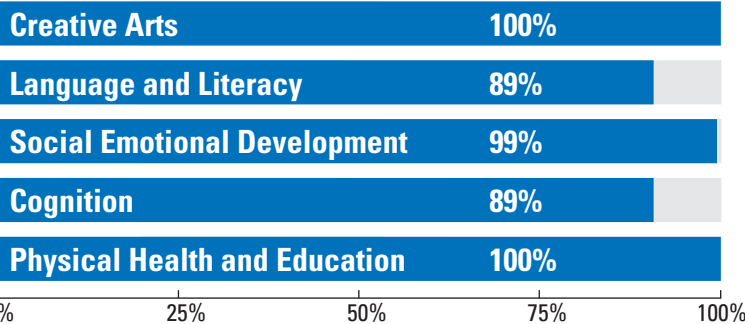 Creative Arts 100%
Language and Literacy 89%
Social Emotional Development 99%
Cognition 89%
Physical Health and Education 100%
% 25% 50% 75% 100%